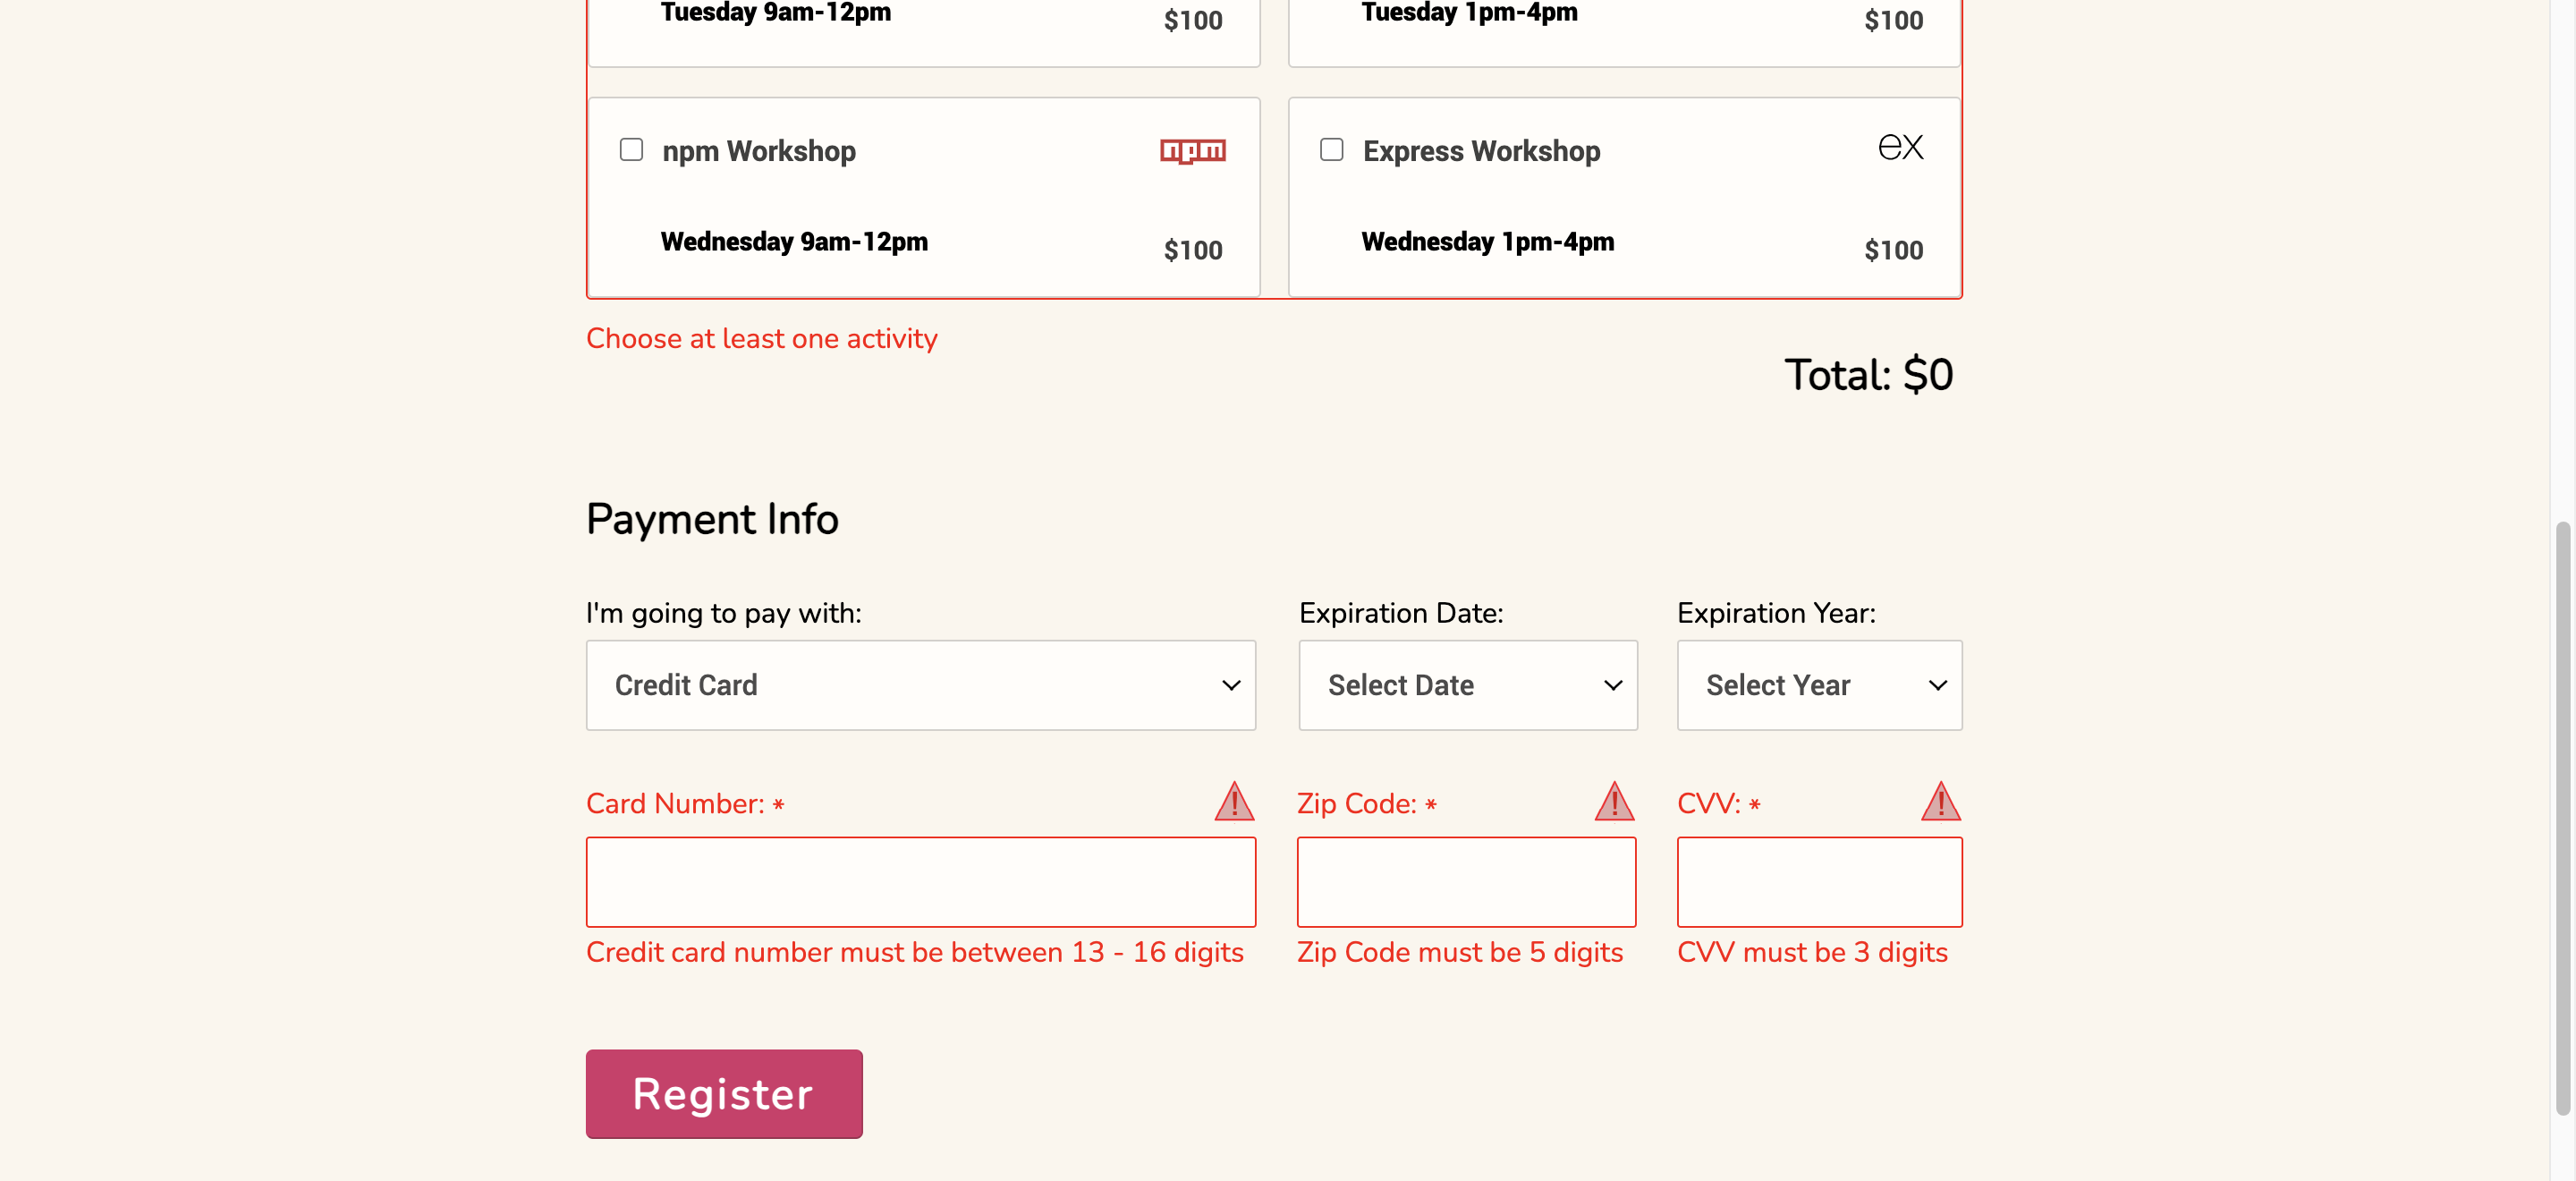 Tuesday 9am-12pm $100 Tuesday 1pm-4pm $100
npm Workshop npm Express Workshop ex
Wednesday 9am-12pm $100 Wednesday 1pm-4pm $100
Choose at least one activity
Total: $0
Payment Info
I'm going to pay with: Expiration Date: Expiration Year:
Credit Card Select Date Select Year
Card Number: * ! Zip Code: * ! CVV: * !
Credit card number must be between 13 - 16 digits Zip Code must be 5 digits CVV must be 3 digits
Register